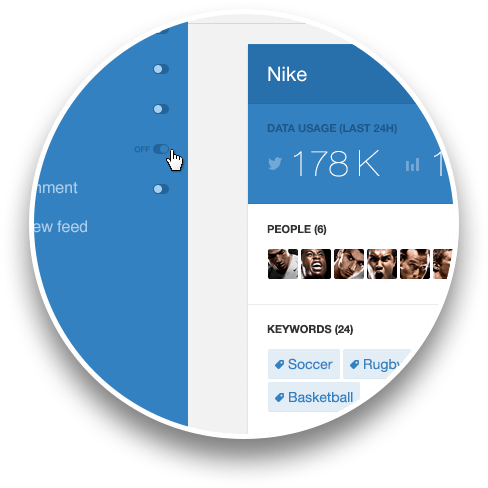 OFF
nment
ew feed
Nike
DATA USAGE (LAST 24H)
178 K 1
PEOPLE (6)
KEYWORDS (24)
Soccer Rugby
Basketball